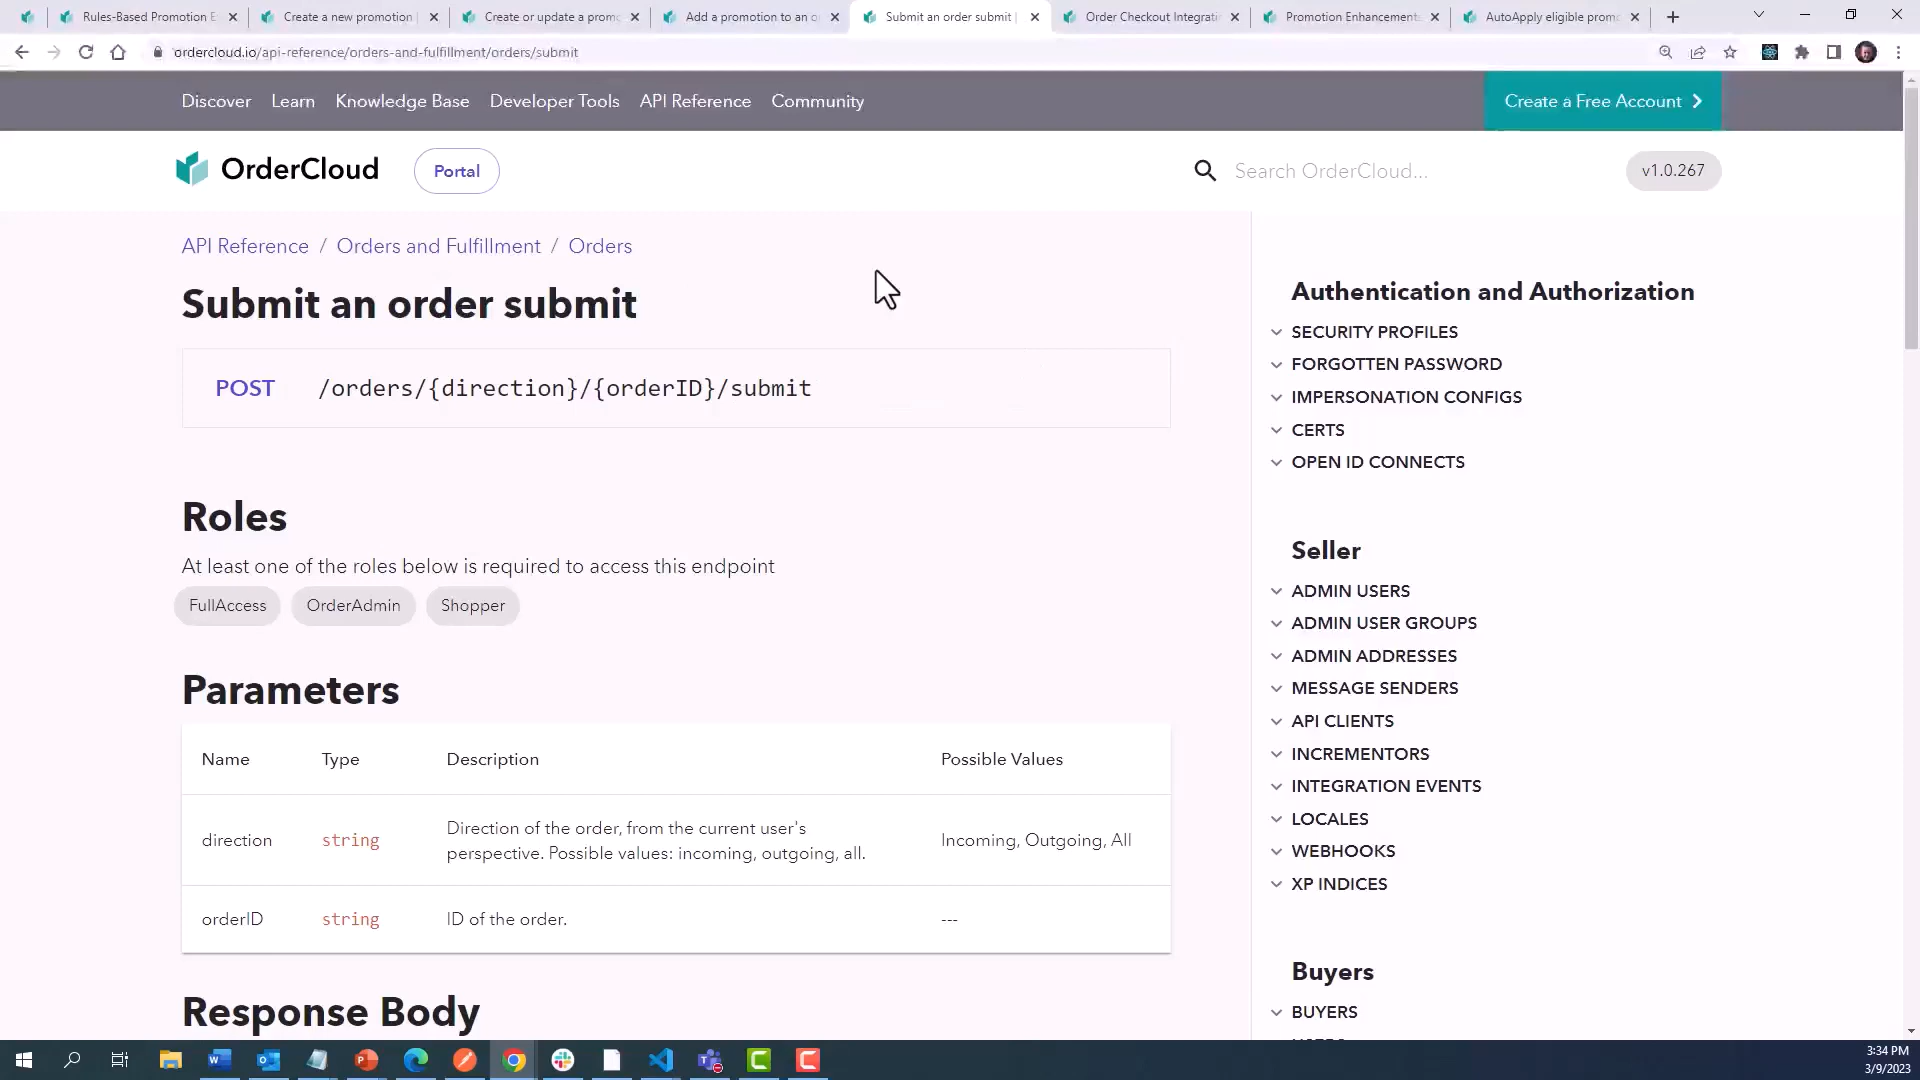 Rules-Based Promotion E
Create a new promotion
Create or update a promo
Add a promotion to an o
Submit an order submit |
Order Checkout Integrati
Promotion Enhancements
AutoApply eligible prom
ordercloud.io/api-reference/orders-and-fulfillment/orders/submit
Discover Learn Knowledge Base Developer Tools API Reference Community
Create a Free Account
OrderCloud
Portal
Search OrderCloud...
v1.0.267
API Reference / Orders and Fulfillment / Orders
Submit an order submit
POST /orders/{direction}/{orderID}/submit
Roles
At least one of the roles below is required to access this endpoint
FullAccess OrderAdmin Shopper
Parameters
Name Type Description Possible Values
direction string Direction of the order, from the current user's
perspective. Possible values: incoming, outgoing, all.
Incoming, Outgoing, All
orderID string ID of the order. ---
Response Body
Authentication and Authorization
SECURITY PROFILES
FORGOTTEN PASSWORD
IMPERSONATION CONFIGS
CERTS
OPEN ID CONNECTS
Seller
ADMIN USERS
ADMIN USER GROUPS
ADMIN ADDRESSES
MESSAGE SENDERS
API CLIENTS
INCREMENTORS
INTEGRATION EVENTS
LOCALES
WEBHOOKS
XP INDICES
Buyers
BUYERS
3:34 PM
3/9/2023